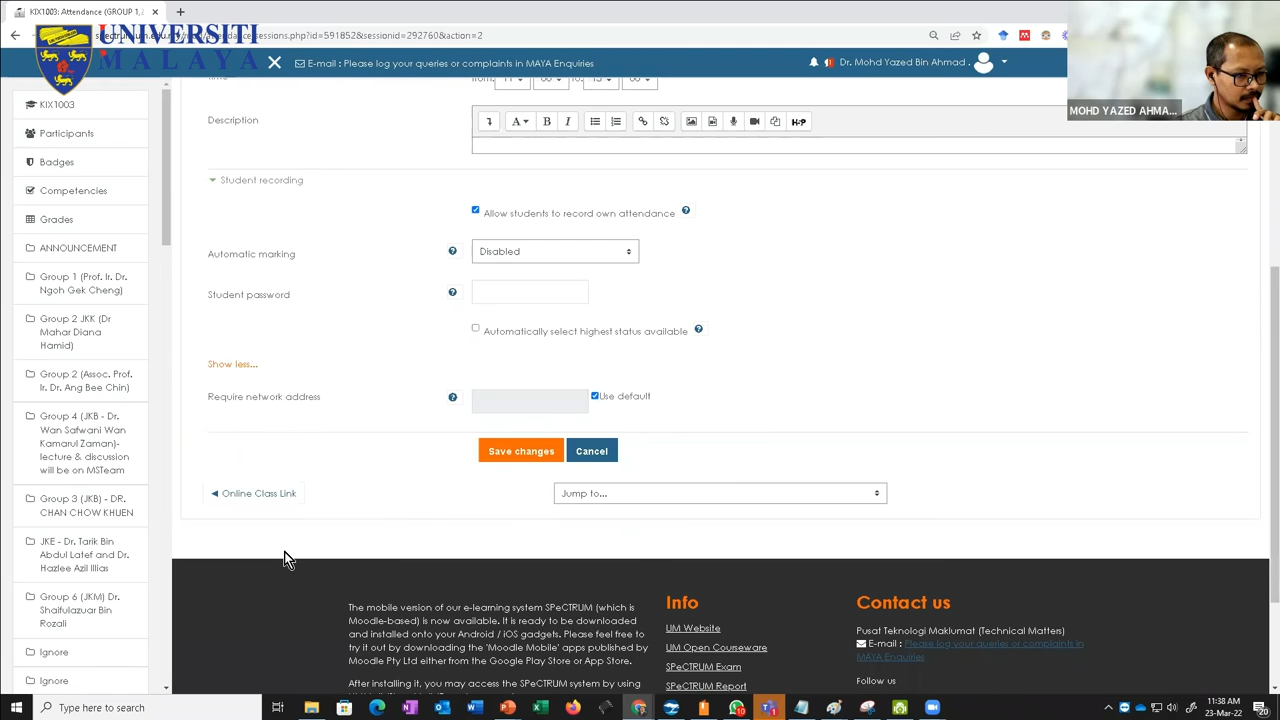 KIX1003: Attendance (GROUP 1,
UNIVERSITI
MALAYA
sessions.php?id=591852&sessionid=292760&action=2
E-mail : Please log your queries or complaints in MAYA Enquiries
Dr. Mohd Yazed Bin Ahmad .
MOHD YAZED AHMA...
KIX1003
Participants
Badges
Competencies
Grades
ANNOUNCEMENT
Group 1 (Prof. Ir. Dr.
Ngoh Gek Cheng)
Group 2 JKK (Dr
Mahar Diana
Hamid)
Group 2 (Assoc. Prof.
Ir. Dr. Ang Bee Chin)
Group 4 (JKB - Dr.
Wan Safwani Wan
Kamarul Zaman)-
lecture & discussion
will be on MSTeam
Group 3 (JKB) - DR.
CHAN CHOW KHUEN
JKE - Dr. Tarik Bin
Abdul Latef and Dr.
Hazlee Azil Illias
Group 6 (JKM) Dr.
Shaifulazuar Bin
Rozali
Ignore
Ignore
Description
H-P
Student recording
Allow students to record own attendance
Automatic marking
Disabled
Student password
Automatically select highest status available
Show less...
Require network address
Use default
Save changes
Cancel
◄ Online Class Link
Jump to...
The mobile version of our e-learning system SPeCTRUM (which is
Moodle-based) is now available. It is ready to be downloaded
and installed onto your Android / iOS gadgets. Please feel free to
try it out by downloading the 'Moodle Mobile' apps published by
Moodle Pty Ltd either from the Google Play Store or App Store.
After installing it, you may access the SPeCTRUM system by using
Info
UM Website
UM Open Courseware
SPeCTRUM Exam
SPeCTRUM Report
Contact us
Pusat Teknologi Maklumat (Technical Matters)
E-mail : Please log your queries or complaints in
MAYA Enquiries
Follow us
Type here to search
11:38 AM
23-Mar-22
20